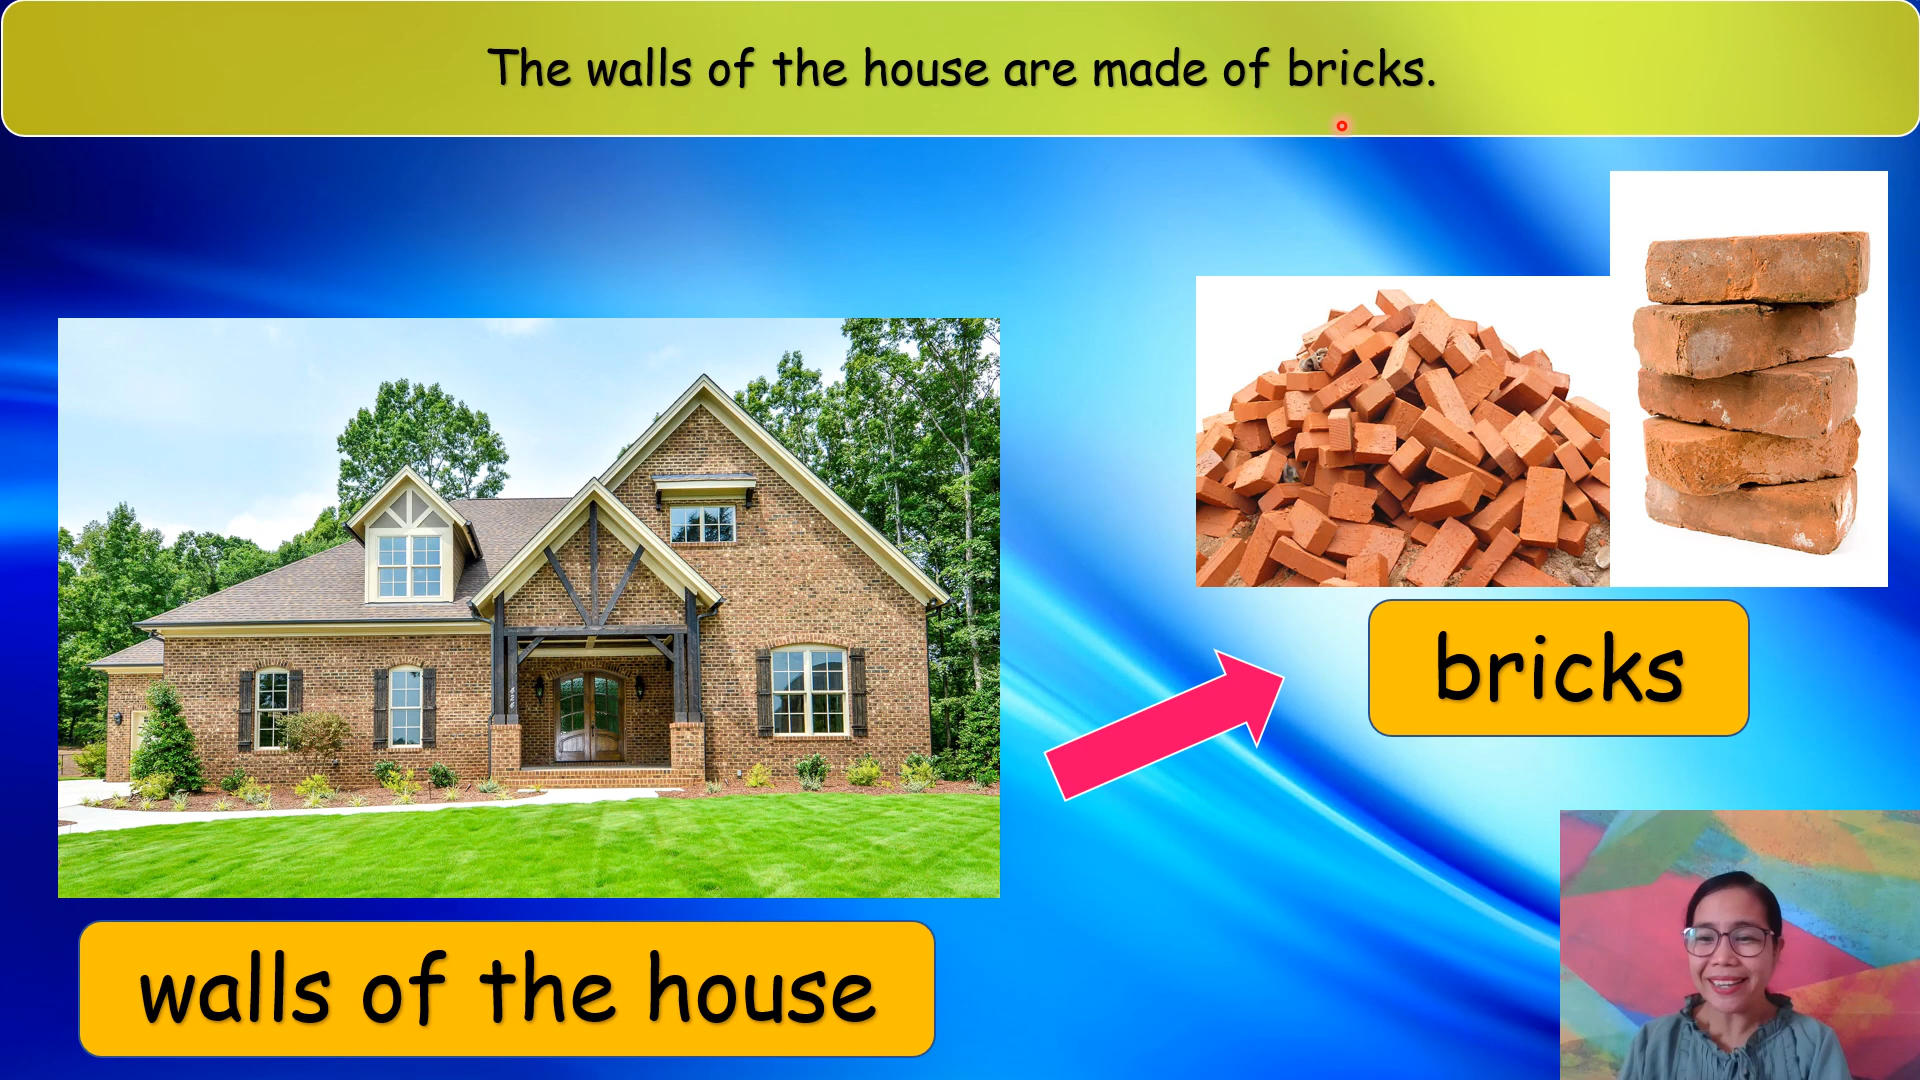 The walls of the house are made of bricks.
bricks
walls of the house